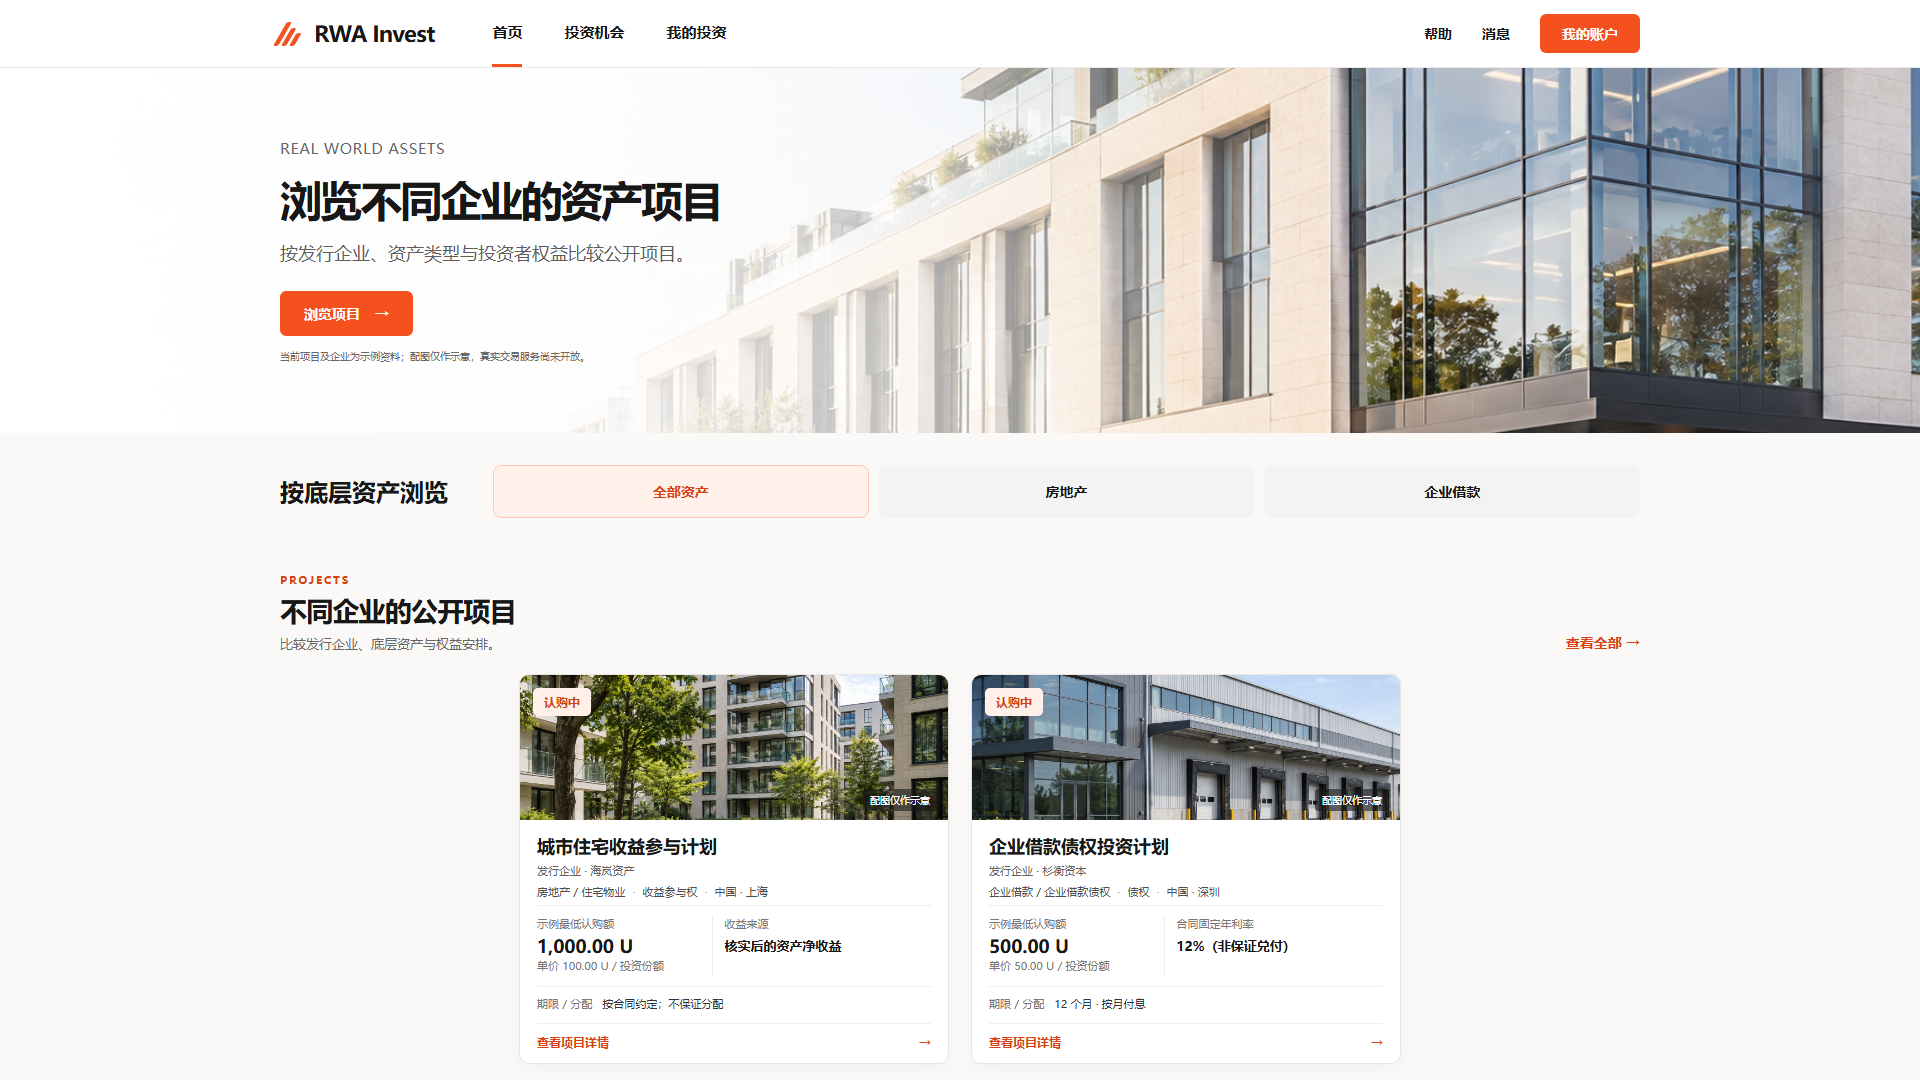 RWA Invest
首页
投资机会
我的投资
帮助
消息
我的账户
REAL WORLD ASSETS
浏览不同企业的资产项目
按发行企业、资产类型与投资者权益比较公开项目。
浏览项目 →
当前项目及企业为示例资料；配图仅作示意，真实交易服务尚未开放。
按底层资产浏览
全部资产
房地产
企业借款
PROJECTS
不同企业的公开项目
比较发行企业、底层资产与权益安排。
查看全部 →
认购中
配图仅作示意
城市住宅收益参与计划
发行企业 · 海岚资产
房地产 / 住宅物业 · 收益参与权 · 中国 · 上海
示例最低认购额
1,000.00 U
单价 100.00 U / 投资份额
收益来源
核实后的资产净收益
期限 / 分配 按合同约定；不保证分配
查看项目详情 →
认购中
配图仅作示意
企业借款债权投资计划
发行企业 · 杉衡资本
企业借款 / 企业借款债权 · 债权 · 中国 · 深圳
示例最低认购额
500.00 U
单价 50.00 U / 投资份额
合同固定年利率
12%（非保证兑付）
期限 / 分配 12 个月 · 按月付息
查看项目详情 →